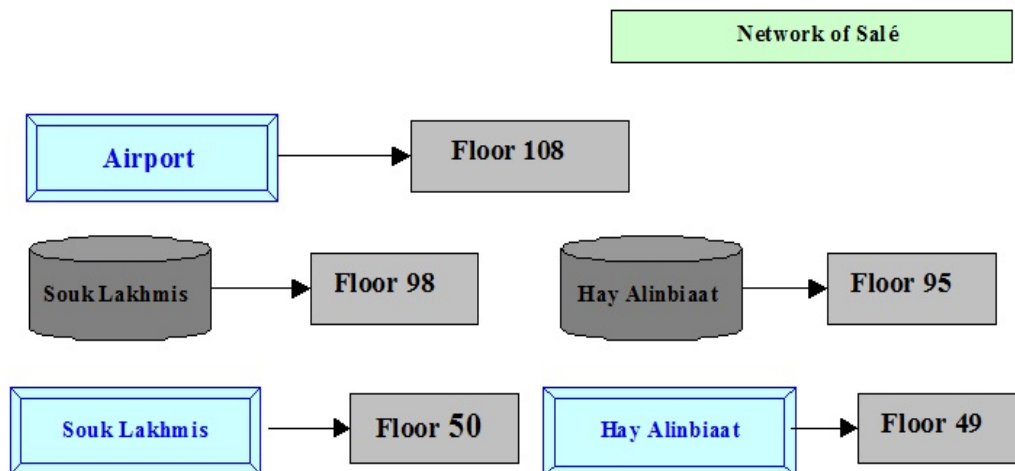 Network of Salé
Airport
Floor 108
Souk Lakhmis
Floor 98
Hay Alinbiaat
Floor 95
Souk Lakhmis
Floor 50
Hay Alinbiaat
Floor 49